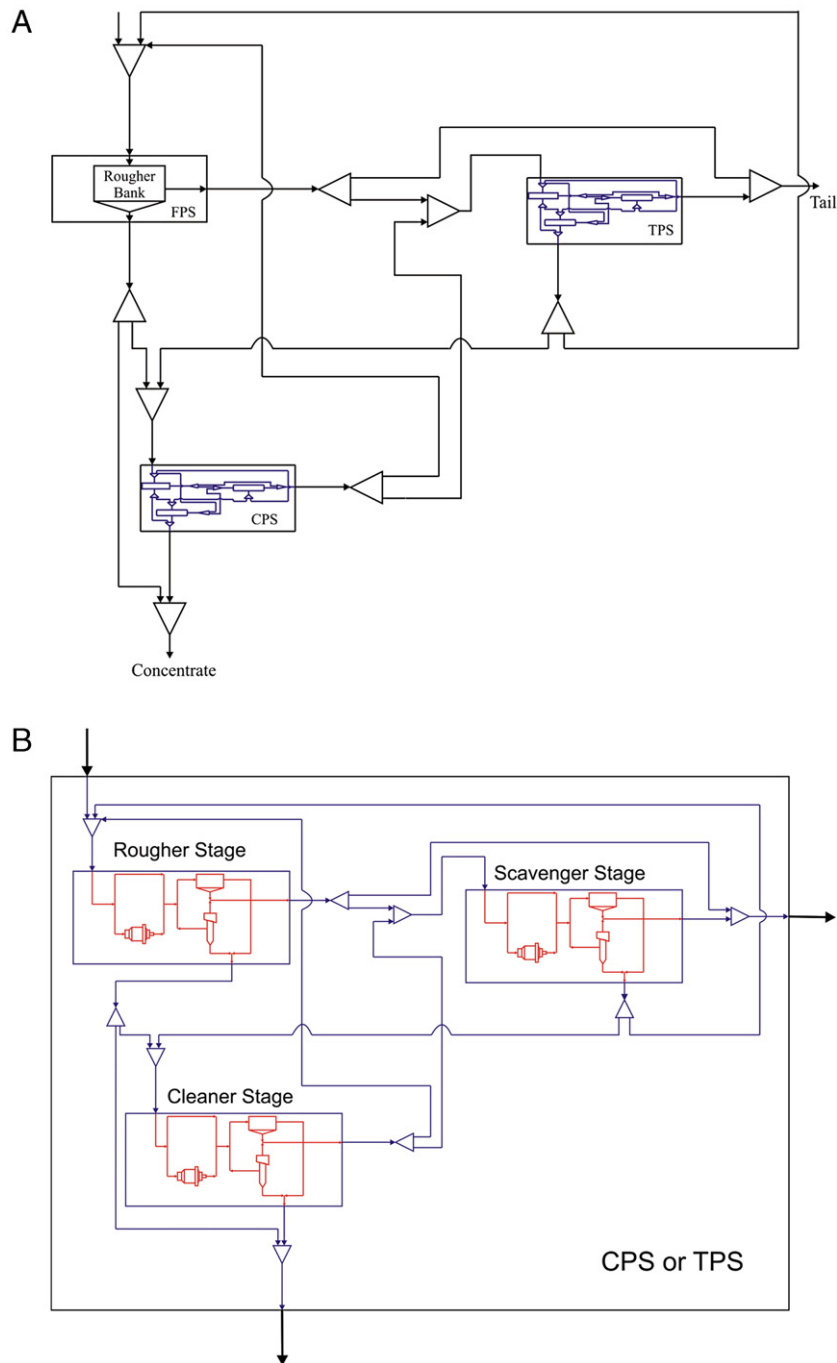 A
Rougher
Bank
FPS
Tail
TPS
CPS
Concentrate
B
Rougher Stage
Scavenger Stage
Cleaner Stage
CPS or TPS